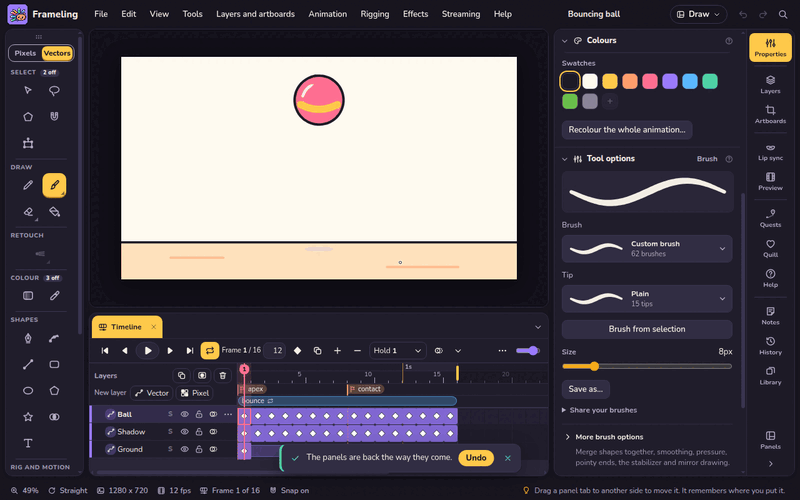 Frameling
File Edit View Tools Layers and artboards Animation Rigging Effects Streaming Help
Bouncing ball
Draw
Pixels Vectors
SELECT 2 off
DRAW
RETOUCH
COLOUR 3 off
SHAPES
RIG AND MOTION
Colours
Swatches
Recolour the whole animation...
Tool options Brush
Brush
Custom brush
62 brushes
Tip
Plain
15 tips
Brush from selection
Size 8px
Save as...
Share your brushes
More brush options
Merge shapes together, smoothing, pressure,
pointy ends, the stabilizer and mirror drawing.
Properties
Layers
Artboards
Lip sync
Preview
Quests
Quill
Help
Notes
History
Library
Panels
Timeline
Frame 1 / 16 12 Hold 1
Layers
1 5 10 1s 15 20
New layer Vector Pixel
apex contact
bounce
Ball S
Shadow S
Ground S
The panels are back the way they come. Undo
49% Straight 1280 x 720 12 fps Frame 1 of 16 Snap on
Drag a panel tab to another side to move it. It remembers where you put it.